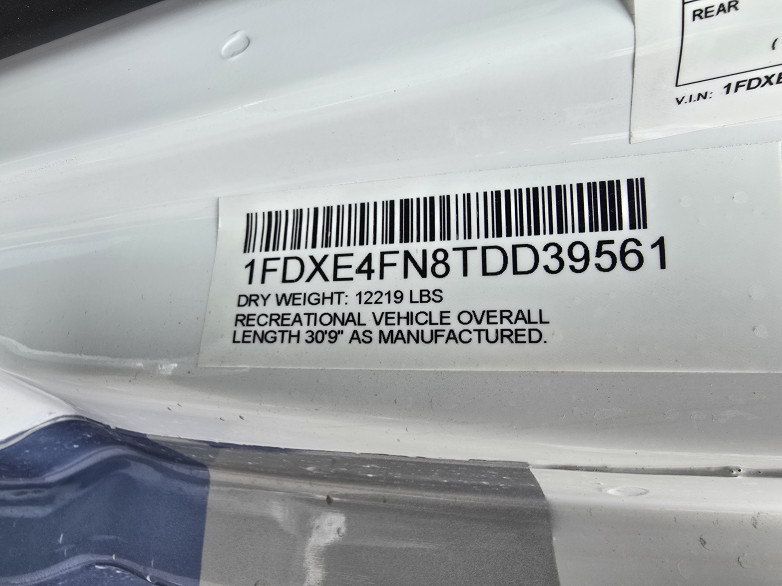 REAR
V.I.N: 1FDXE
1FDXE4FN8TDD39561
DRY WEIGHT: 12219 LBS
RECREATIONAL VEHICLE OVERALL
LENGTH 30'9" AS MANUFACTURED.